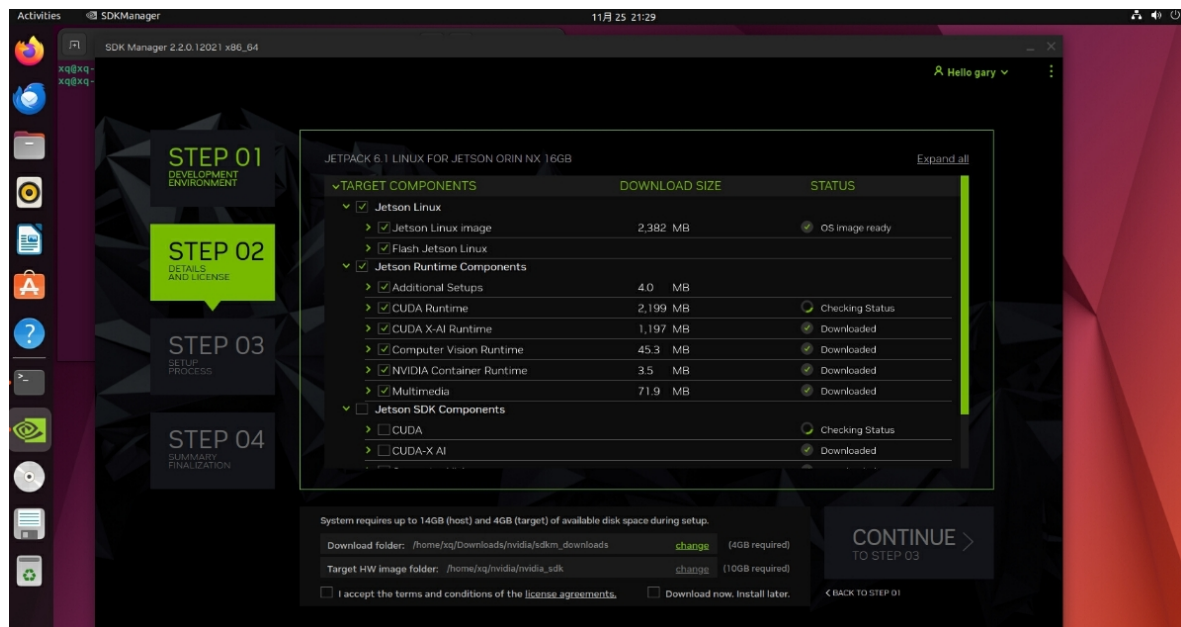 Activities SDKManager 11月 25 21:29
SDK Manager 2.2.0.12021 x86_64
xq@xq-
xq@xq-
Hello gary
STEP 01
DEVELOPMENT
ENVIRONMENT
STEP 02
DETAILS
AND LICENSE
STEP 03
SETUP
PROCESS
STEP 04
SUMMARY
FINALIZATION
JETPACK 6.1 LINUX FOR JETSON ORIN NX 16GB Expand all
TARGET COMPONENTS DOWNLOAD SIZE STATUS
Jetson Linux
Jetson Linux image 2,382 MB OS image ready
Flash Jetson Linux
Jetson Runtime Components
Additional Setups 4.0 MB
CUDA Runtime 2,199 MB Checking Status
CUDA X-AI Runtime 1,197 MB Downloaded
Computer Vision Runtime 45.3 MB Downloaded
NVIDIA Container Runtime 3.5 MB Downloaded
Multimedia 71.9 MB Downloaded
Jetson SDK Components
CUDA Checking Status
CUDA-X AI Downloaded
System requires up to 14GB (host) and 4GB (target) of available disk space during setup.
Download folder: /home/xq/Downloads/nvidia/sdkm_downloads change (4GB required)
Target HW image folder: /home/xq/nvidia/nvidia_sdk change (10GB required)
I accept the terms and conditions of the license agreements. Download now. Install later.
CONTINUE
TO STEP 03
BACK TO STEP 01